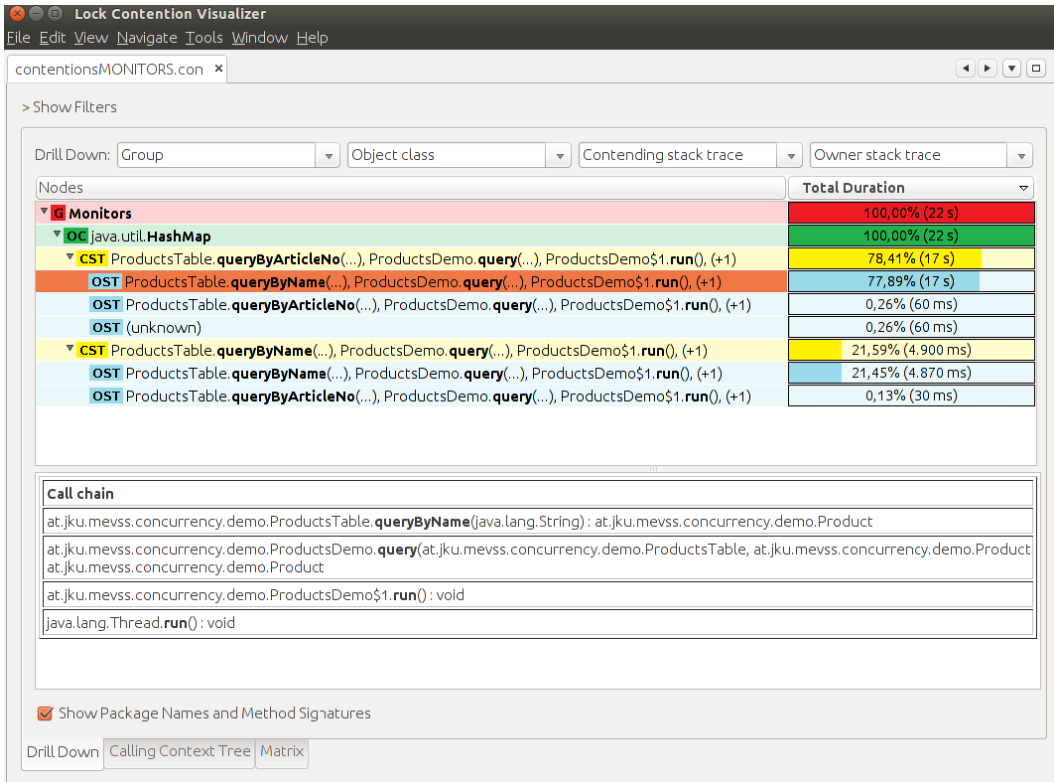 Lock Contention Visualizer
File Edit View Navigate Tools Window Help
contentionsMONITORS.con ×
> Show Filters
Drill Down: Group Object class Contending stack trace Owner stack trace
Nodes Total Duration
G Monitors 100,00% (22 s)
OC java.util.HashMap 100,00% (22 s)
CST ProductsTable.queryByArticleNo(...), ProductsDemo.query(...), ProductsDemo$1.run(), (+1) 78,41% (17 s)
OST ProductsTable.queryByName(...), ProductsDemo.query(...), ProductsDemo$1.run(), (+1) 77,89% (17 s)
OST ProductsTable.queryByArticleNo(...), ProductsDemo.query(...), ProductsDemo$1.run(), (+1) 0,26% (60 ms)
OST (unknown) 0,26% (60 ms)
CST ProductsTable.queryByName(...), ProductsDemo.query(...), ProductsDemo$1.run(), (+1) 21,59% (4.900 ms)
OST ProductsTable.queryByName(...), ProductsDemo.query(...), ProductsDemo$1.run(), (+1) 21,45% (4.870 ms)
OST ProductsTable.queryByArticleNo(...), ProductsDemo.query(...), ProductsDemo$1.run(), (+1) 0,13% (30 ms)
Call chain
at.jku.mevss.concurrency.demo.ProductsTable.queryByName(java.lang.String) : at.jku.mevss.concurrency.demo.Product
at.jku.mevss.concurrency.demo.ProductsDemo.query(at.jku.mevss.concurrency.demo.ProductsTable, at.jku.mevss.concurrency.demo.Product
at.jku.mevss.concurrency.demo.Product
at.jku.mevss.concurrency.demo.ProductsDemo$1.run() : void
java.lang.Thread.run() : void
Show Package Names and Method Signatures
Drill Down Calling Context Tree Matrix